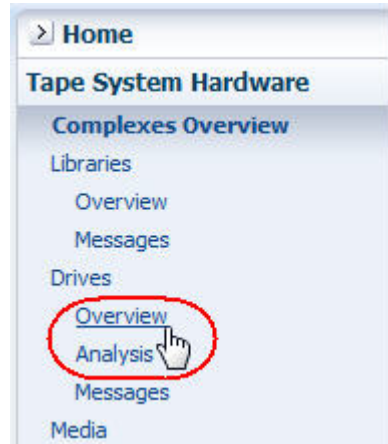 Home
Tape System Hardware
Complexes Overview
Libraries
Overview
Messages
Drives
Overview
Analysis
Messages
Media